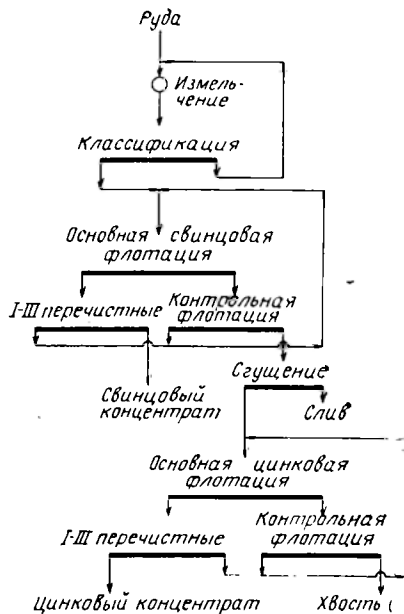 Руда
Измель-
чение
Классификация
Основная свинцовая
флотация
I-III перечистные
Контрольная
флотация
Свинцовый
концентрат
Сгущение
Слив
Основная цинковая
флотация
I-III перечистные
Контрольная
флотация
Цинковый концентрат
Хвосты